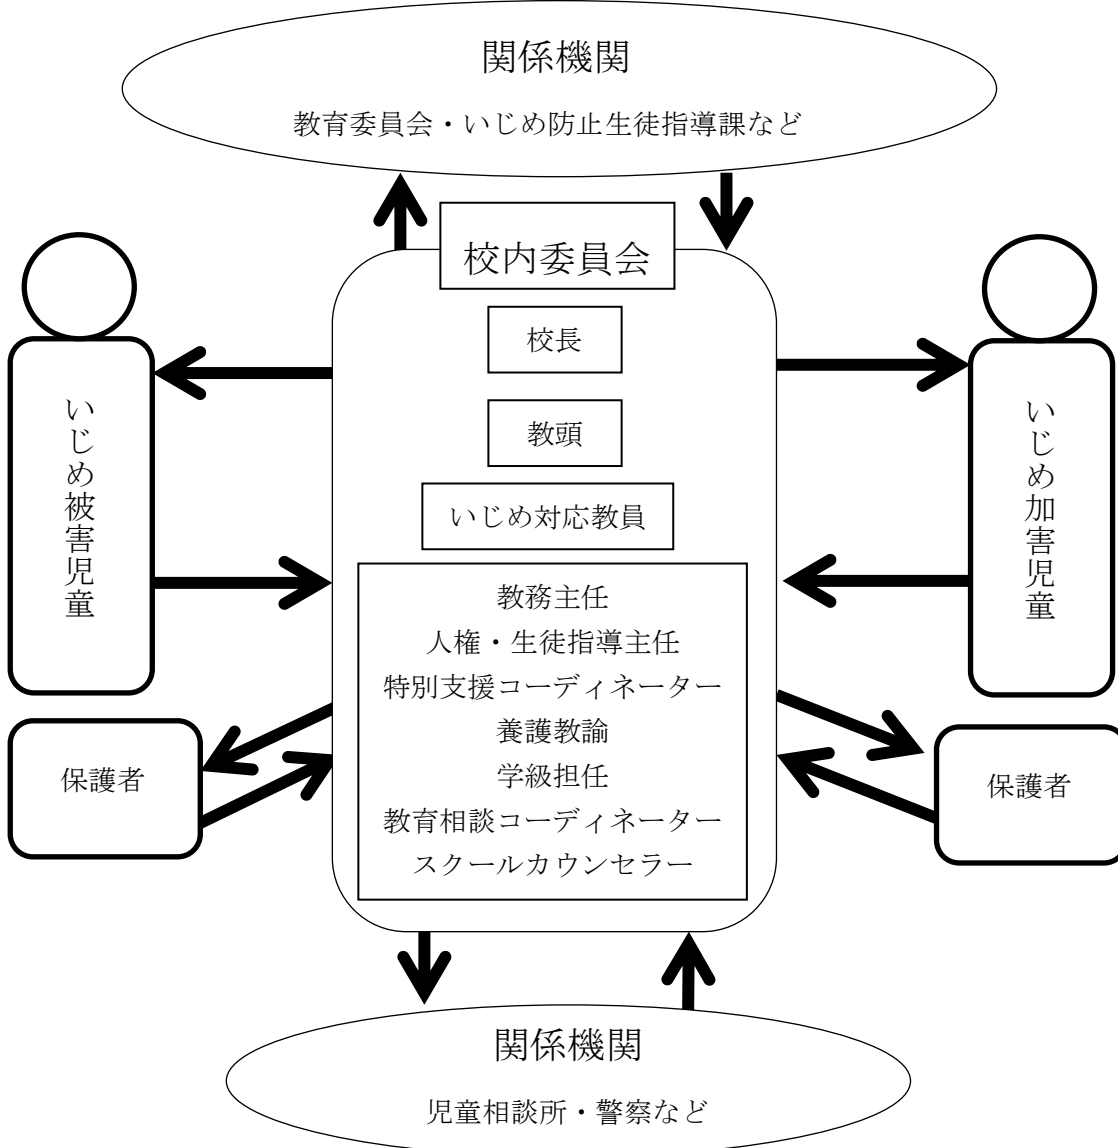 関係機関
教育委員会・いじめ防止生徒指導課など
校内委員会
校長
教頭
いじめ対応教員
教務主任
人権・生徒指導主任
特別支援コーディネーター
養護教諭
学級担任
教育相談コーディネーター
スクールカウンセラー
いじめ被害児童
保護者
いじめ加害児童
保護者
関係機関
児童相談所・警察など